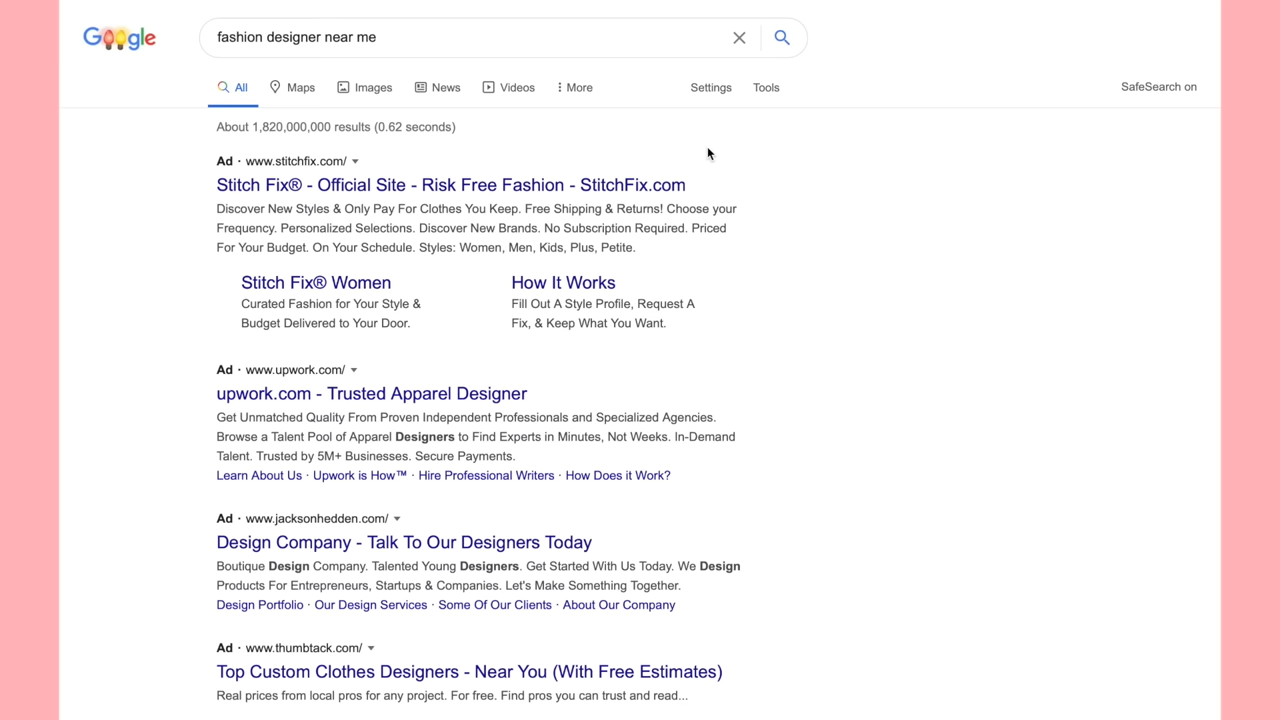 Google
fashion designer near me
All Maps Images News Videos More Settings Tools SafeSearch on
About 1,820,000,000 results (0.62 seconds)
Ad · www.stitchfix.com/
Stitch Fix® - Official Site - Risk Free Fashion - StitchFix.com
Discover New Styles & Only Pay For Clothes You Keep. Free Shipping & Returns! Choose your
Frequency. Personalized Selections. Discover New Brands. No Subscription Required. Priced
For Your Budget. On Your Schedule. Styles: Women, Men, Kids, Plus, Petite.
Stitch Fix® Women
Curated Fashion for Your Style &
Budget Delivered to Your Door.
How It Works
Fill Out A Style Profile, Request A
Fix, & Keep What You Want.
Ad · www.upwork.com/
upwork.com - Trusted Apparel Designer
Get Unmatched Quality From Proven Independent Professionals and Specialized Agencies.
Browse a Talent Pool of Apparel Designers to Find Experts in Minutes, Not Weeks. In-Demand
Talent. Trusted by 5M+ Businesses. Secure Payments.
Learn About Us · Upwork is How™ · Hire Professional Writers · How Does it Work?
Ad · www.jacksonhedden.com/
Design Company - Talk To Our Designers Today
Boutique Design Company. Talented Young Designers. Get Started With Us Today. We Design
Products For Entrepreneurs, Startups & Companies. Let's Make Something Together.
Design Portfolio · Our Design Services · Some Of Our Clients · About Our Company
Ad · www.thumbtack.com/
Top Custom Clothes Designers - Near You (With Free Estimates)
Real prices from local pros for any project. For free. Find pros you can trust and read...